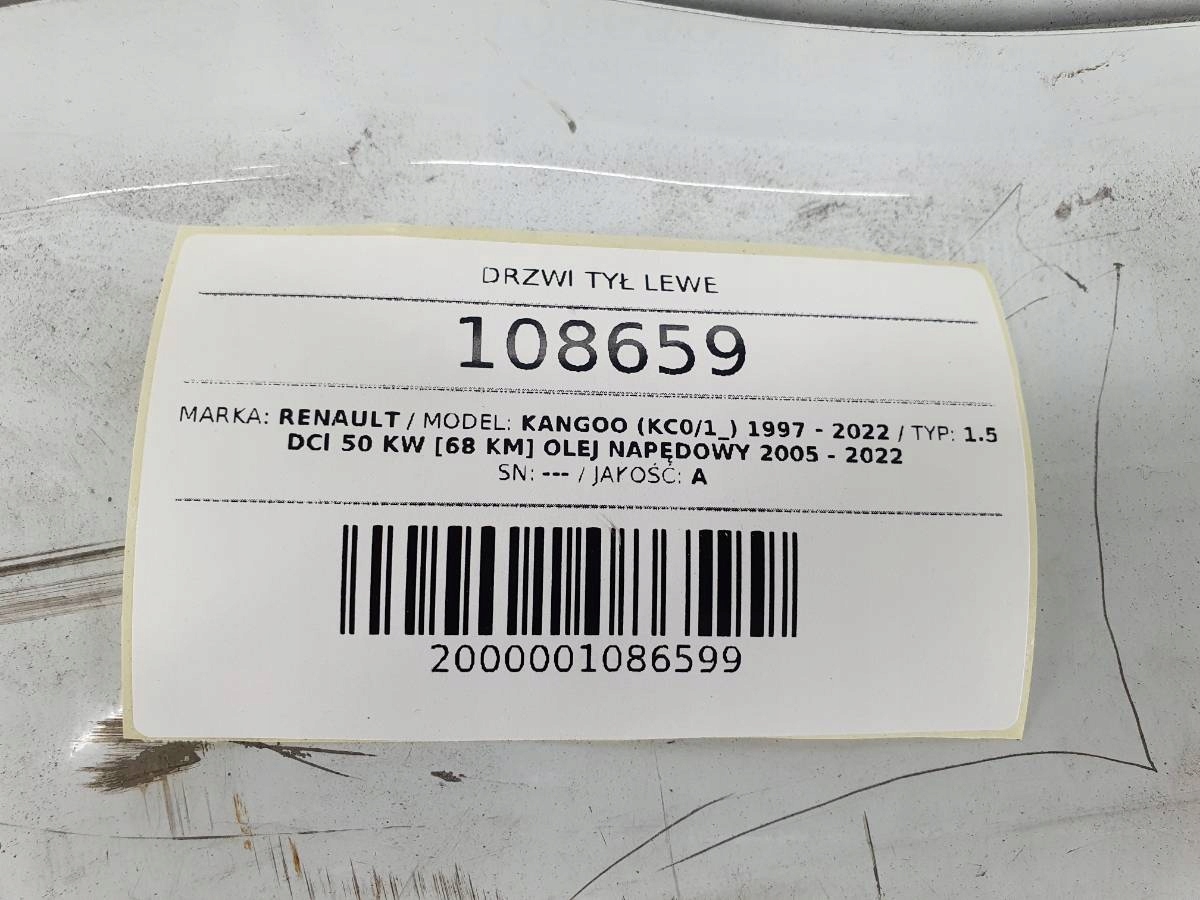 DRZWI TYŁ LEWE
108659
MARKA: RENAULT / MODEL: KANGOO (KC0/1_) 1997 - 2022 / TYP: 1.5
DCI 50 KW [68 KM] OLEJ NAPĘDOWY 2005 - 2022
SN: --- / JAKOŚĆ: A
2000001086599